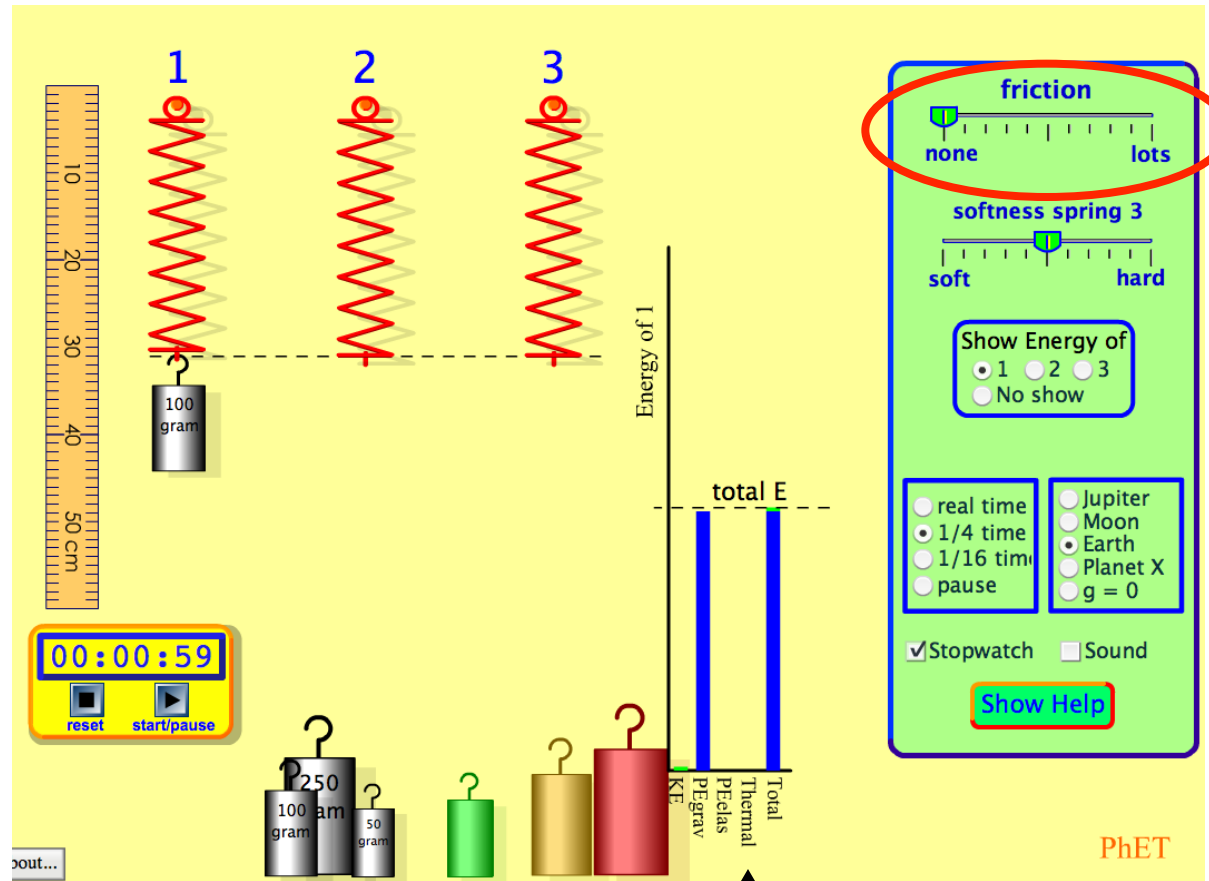 1 2 3
friction
none lots
softness spring 3
soft hard
10
20
30
40
50 cm
Show Energy of
1 2 3
No show
Energy of 1
100
gram
total E
real time
1/4 time
1/16 tim
pause
Jupiter
Moon
Earth
Planet X
g = 0
Stopwatch Sound
Show Help
00:00:59
reset start/pause
250
am
100
gram
50
gram
KE
PEgrav
PEelas
Thermal
Total
PhET
bout...